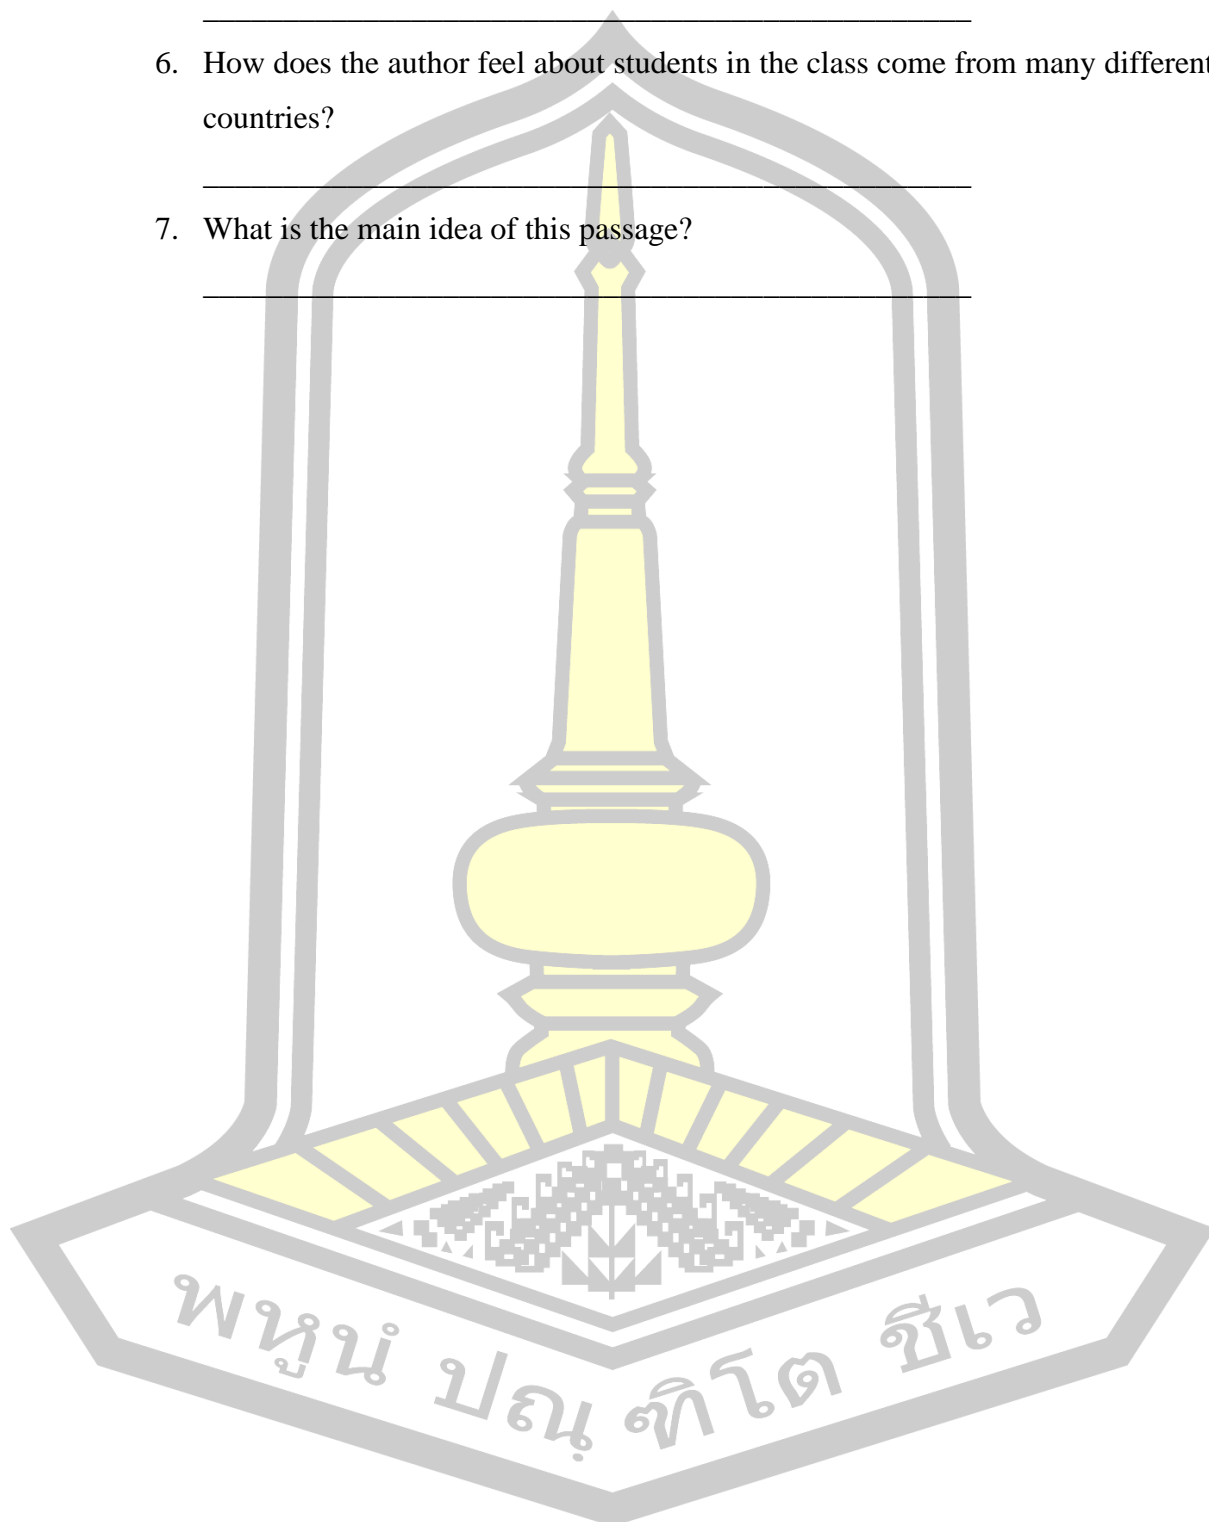 6. How does the author feel about students in the class come from many different
countries?
7. What is the main idea of this passage?
พหูนํ ปณฺฑิโต ชีเว